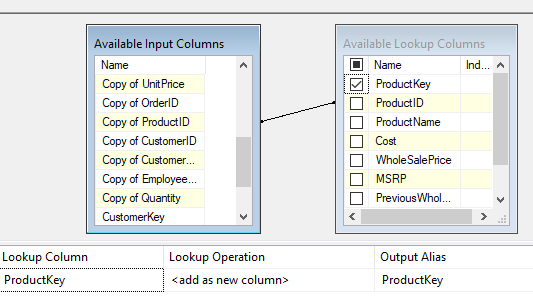 Available Input Columns
Name
Copy of UnitPrice
Copy of OrderID
Copy of ProductID
Copy of CustomerID
Copy of Customer...
Copy of Employee...
Copy of Quantity
CustomerKey
Available Lookup Columns
Name Ind...
ProductKey
ProductID
ProductName
Cost
WholeSalePrice
MSRP
PreviousWhol...
Lookup Column Lookup Operation Output Alias
ProductKey <add as new column> ProductKey